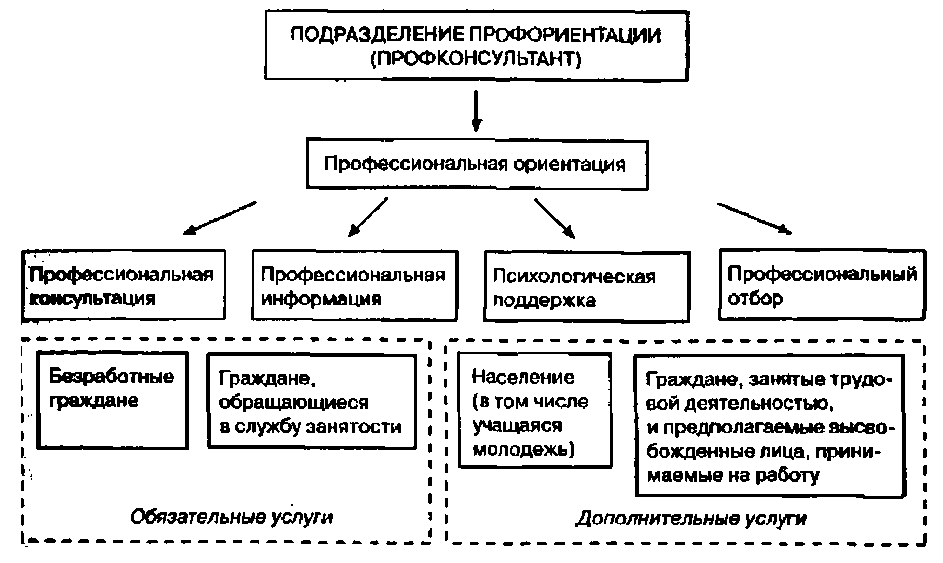 ПОДРАЗДЕЛЕНИЕ ПРОФОРИЕНТАЦИИ
(ПРОФКОНСУЛЬТАНТ)
Профессиональная ориентация
Профессиональная
консультация
Профессиональная
информация
Психологическая
поддержка
Профессиональный
отбор
Безработные
граждане
Граждане,
обращающиеся
в службу занятости
Население
(в том числе
учащаяся
молодежь)
Граждане, занятые трудо-
вой деятельностью,
и предполагаемые высво-
божденные лица, прини-
маемые на работу
Обязательные услуги
Дополнительные услуги